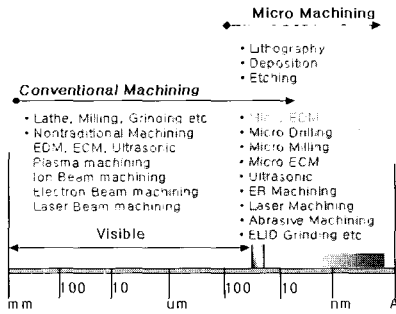 Micro Machining
• Lithography
• Deposition
• Etching
Conventional Machining
• Lathe, Milling, Grinding etc
• Nontraditional Machining
EDM, ECM, Ultrasonic
Plasma machining
Ion Beam machining
Electron Beam machining
Laser Beam machining
• Micro EDM
• Micro Drilling
• Micro Milling
• Micro ECM
• Ultrasonic
• ER Machining
• Laser Machining
• Abrasive Machining
• ELID Grinding etc
Visible
mm 100 10 um 100 10 nm A